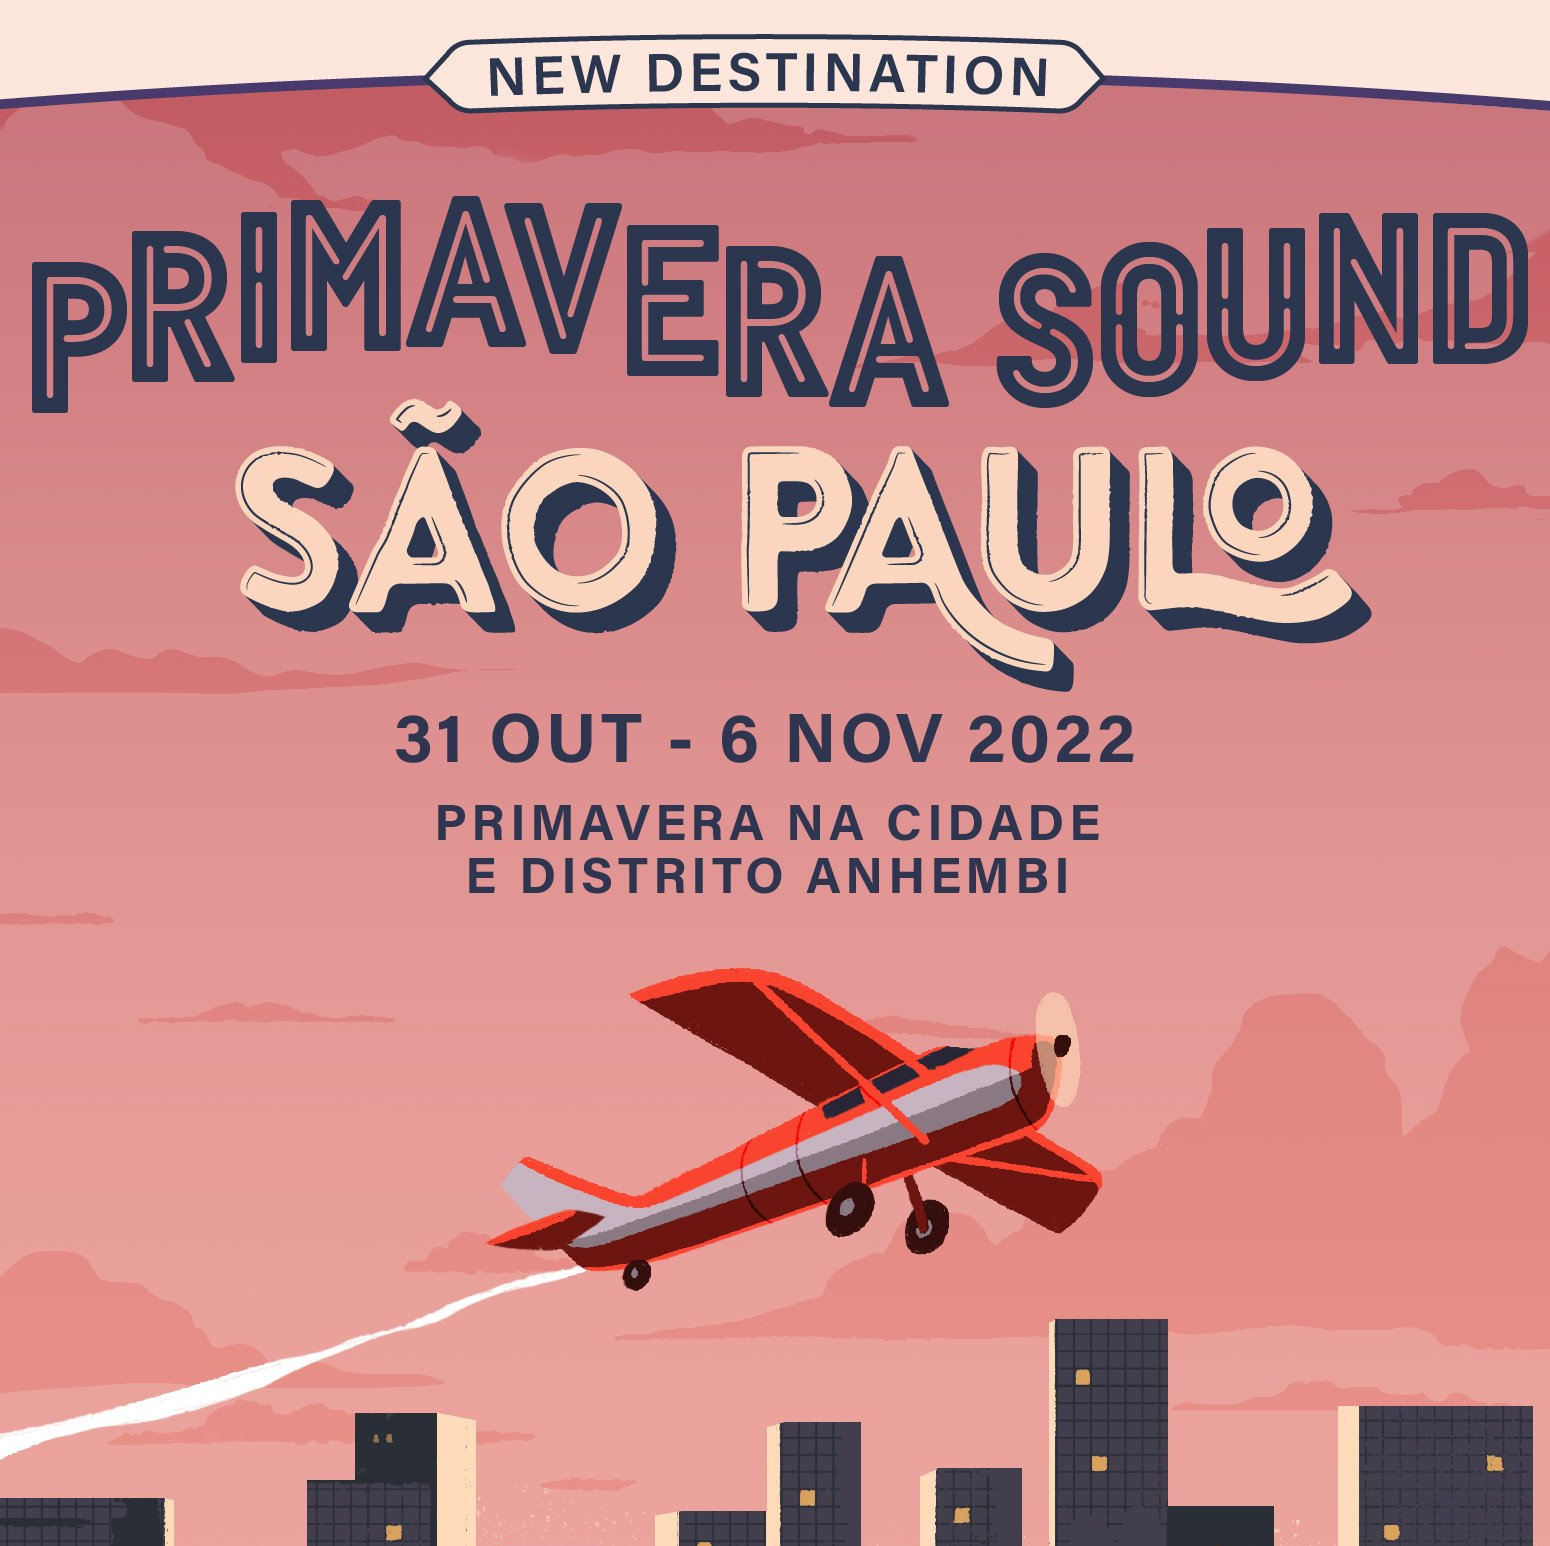 NEW DESTINATION
PRIMAVERA SOUND
SÃO PAULO
31 OUT - 6 NOV 2022
PRIMAVERA NA CIDADE
E DISTRITO ANHEMBI